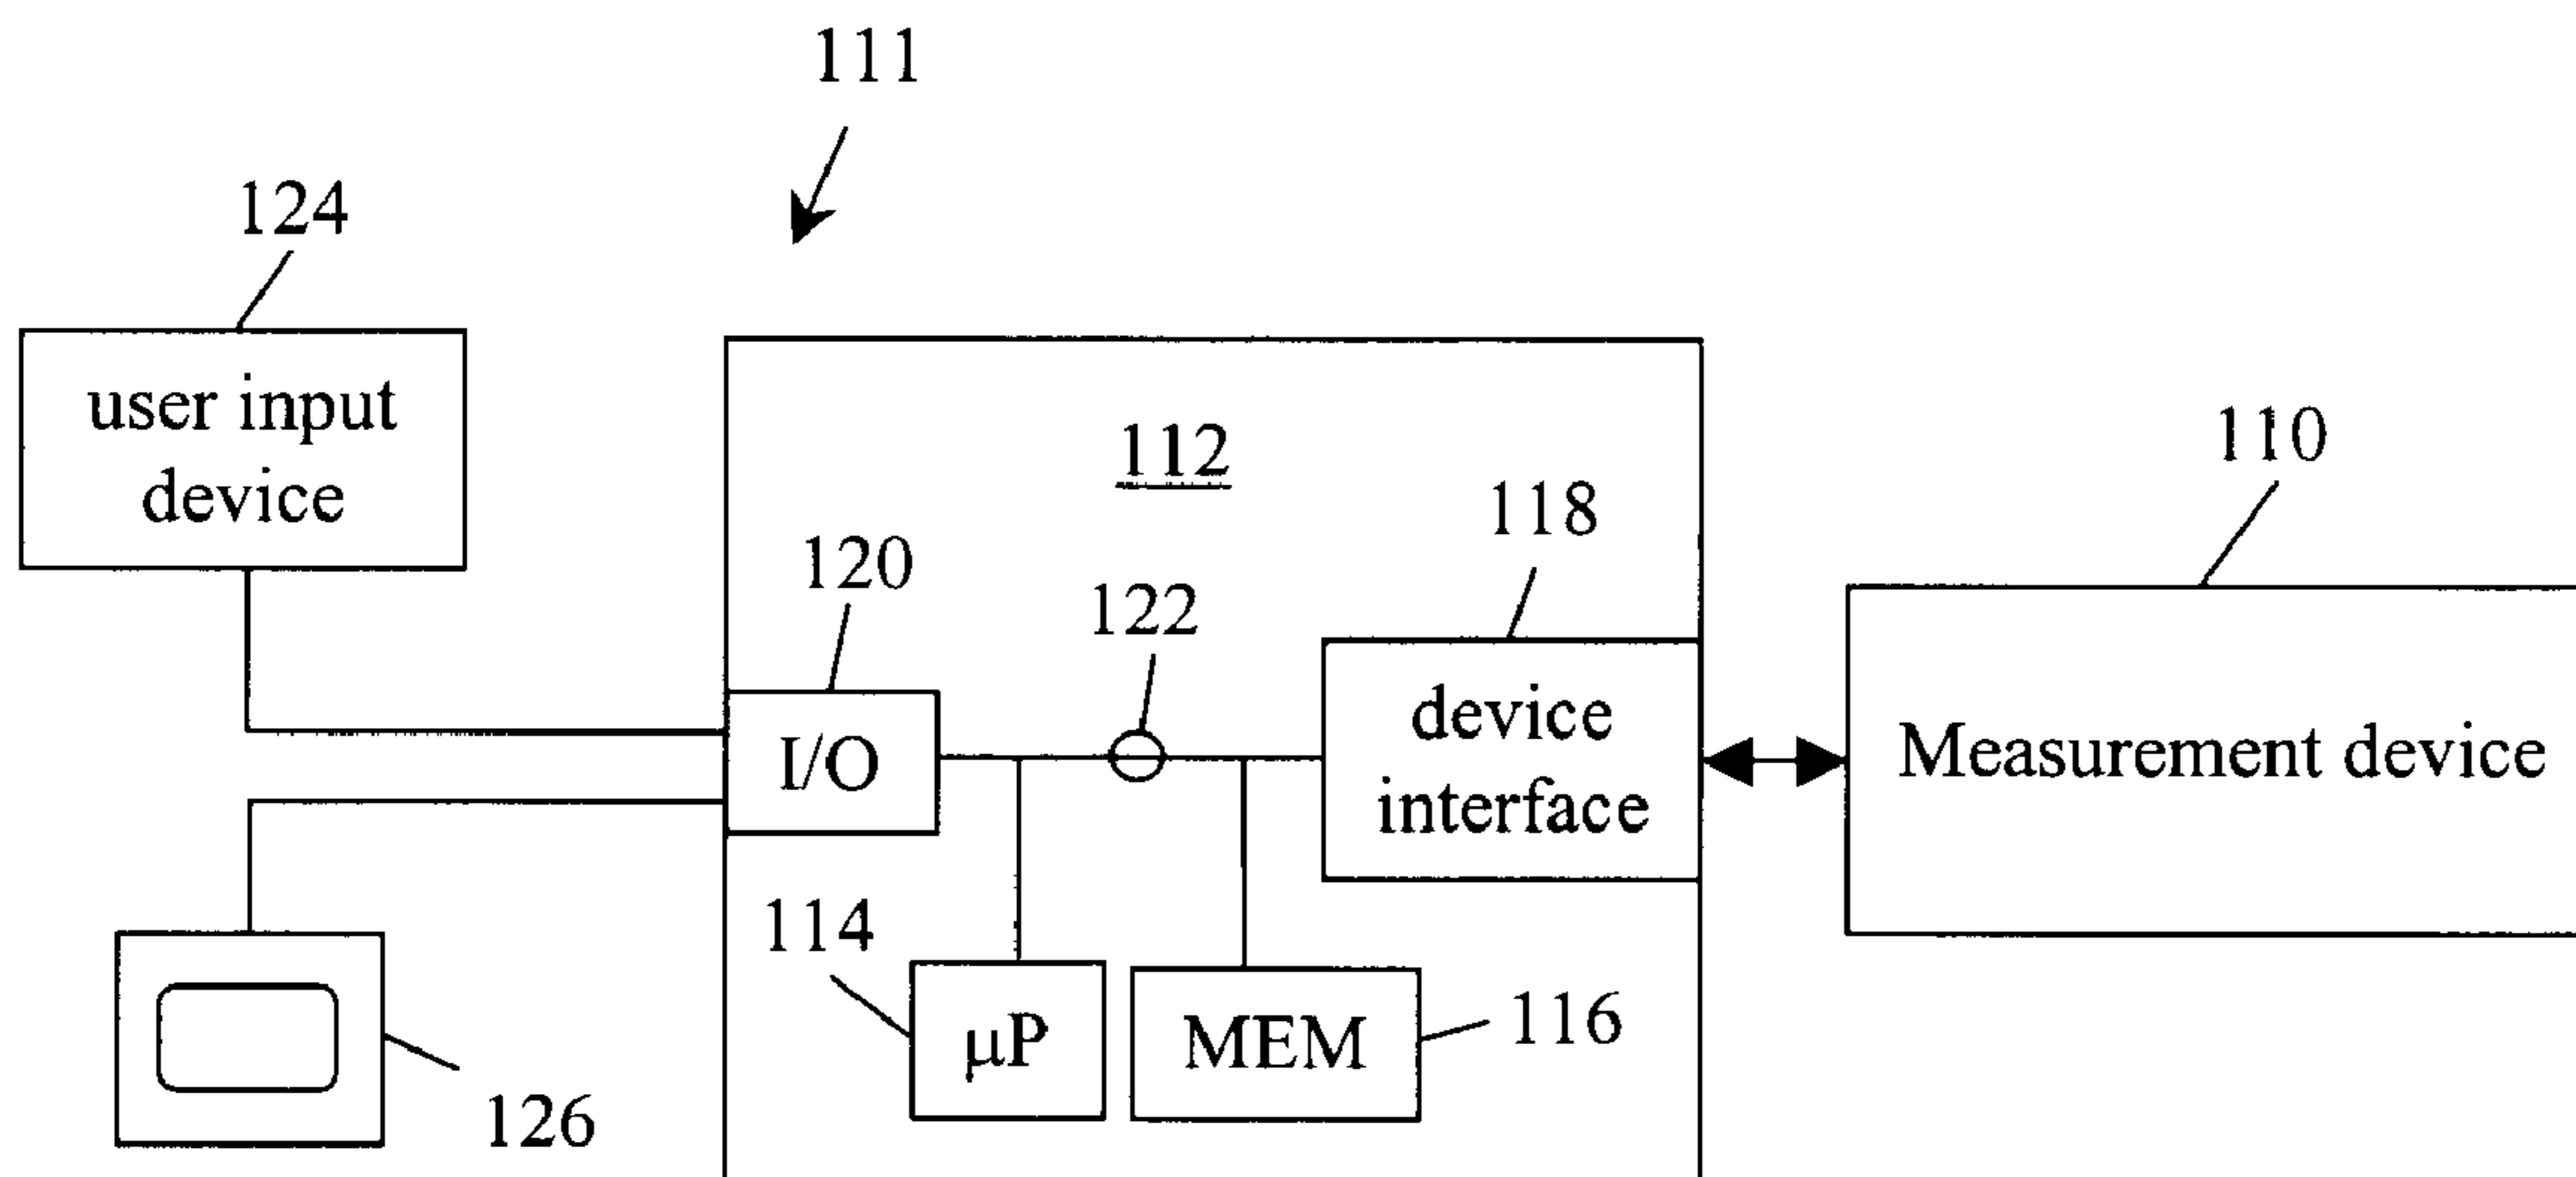 111
124
user input
device
112
110
118
120
122
device
interface
I/O
Measurement device
114
µP
MEM
116
126